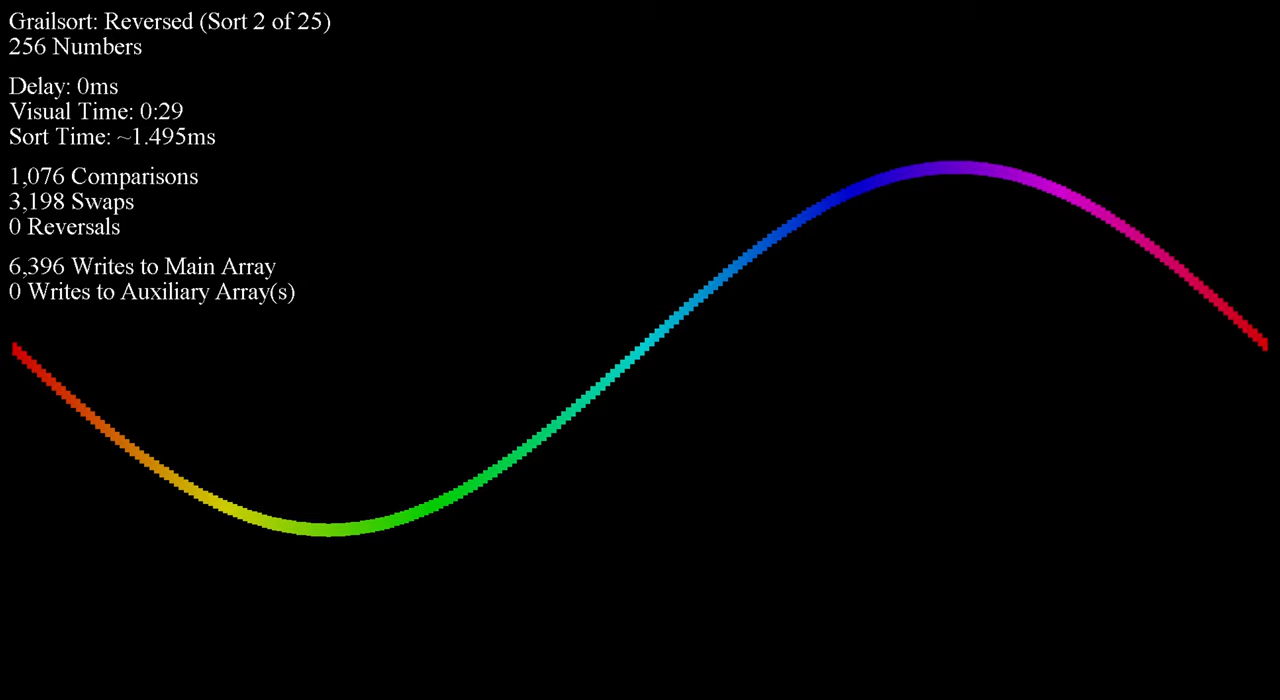 Grailsort: Reversed (Sort 2 of 25)
256 Numbers
Delay: 0ms
Visual Time: 0:29
Sort Time: ~1.495ms
1,076 Comparisons
3,198 Swaps
0 Reversals
6,396 Writes to Main Array
0 Writes to Auxiliary Array(s)